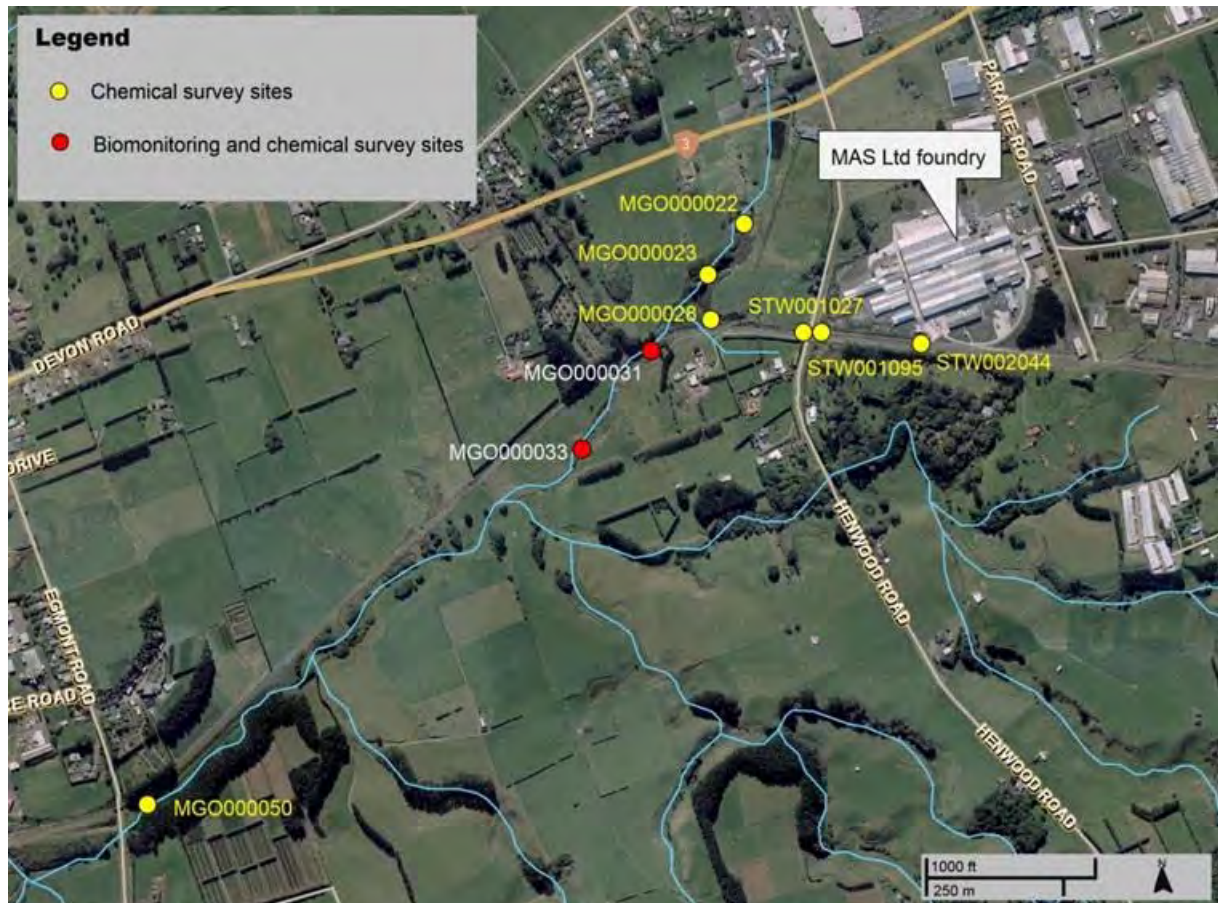 Legend
Chemical survey sites
Biomonitoring and chemical survey sites
3
PARAITE ROAD
MAS Ltd foundry
MGO000022
MGO000023
MGO000028
STW001027
DEVON ROAD
MGO000031
STW001095
STW002044
MGO000033
DRIVE
HENWOOD ROAD
EGMONT ROAD
RE ROAD
HENWOOD ROAD
MGO000050
1000 ft
250 m
N